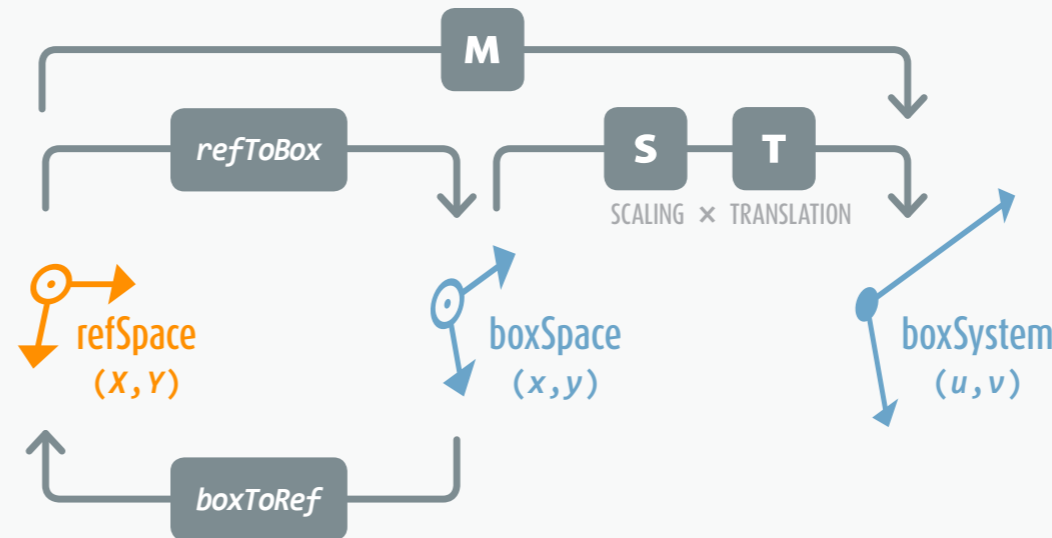 M
refToBox
S T
SCALING × TRANSLATION
refSpace
(X,Y)
boxSpace
(x,y)
boxSystem
(u,v)
boxToRef